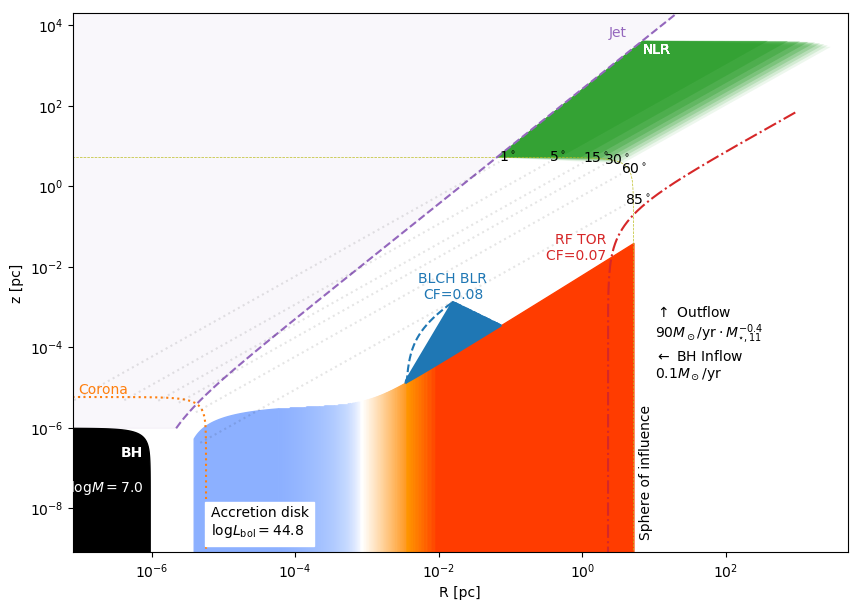 10⁴
10²
10⁰
10⁻²
10⁻⁴
10⁻⁶
10⁻⁸
z [pc]
Jet
NLR
1°
5°
15°
30°
60°
85°
RF TOR
CF=0.07
BLCH BLR
CF=0.08
↑ Outflow
90M⊙/yr · M⋆,11^−0.4
← BH Inflow
0.1M⊙/yr
Corona
BH
logM = 7.0
Accretion disk
logL_bol = 44.8
Sphere of influence
10⁻⁶
10⁻⁴
10⁻²
10⁰
10²
R [pc]